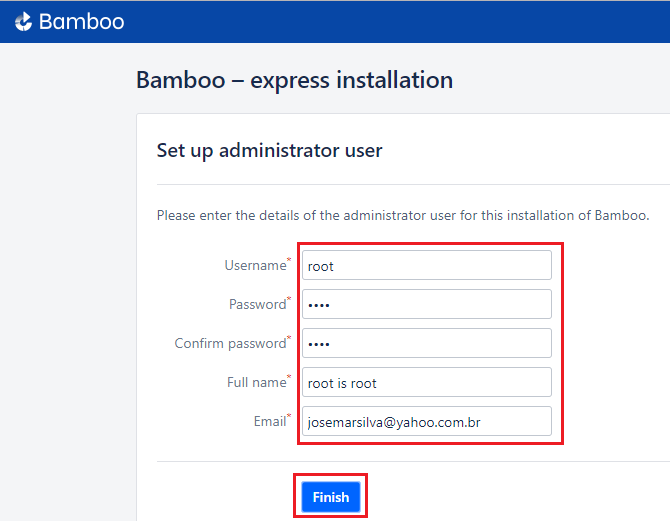 Bamboo
Bamboo – express installation
Set up administrator user
Please enter the details of the administrator user for this installation of Bamboo.
Username* root
Password* ••••
Confirm password* ••••
Full name* root is root
Email* josemarsilva@yahoo.com.br
Finish